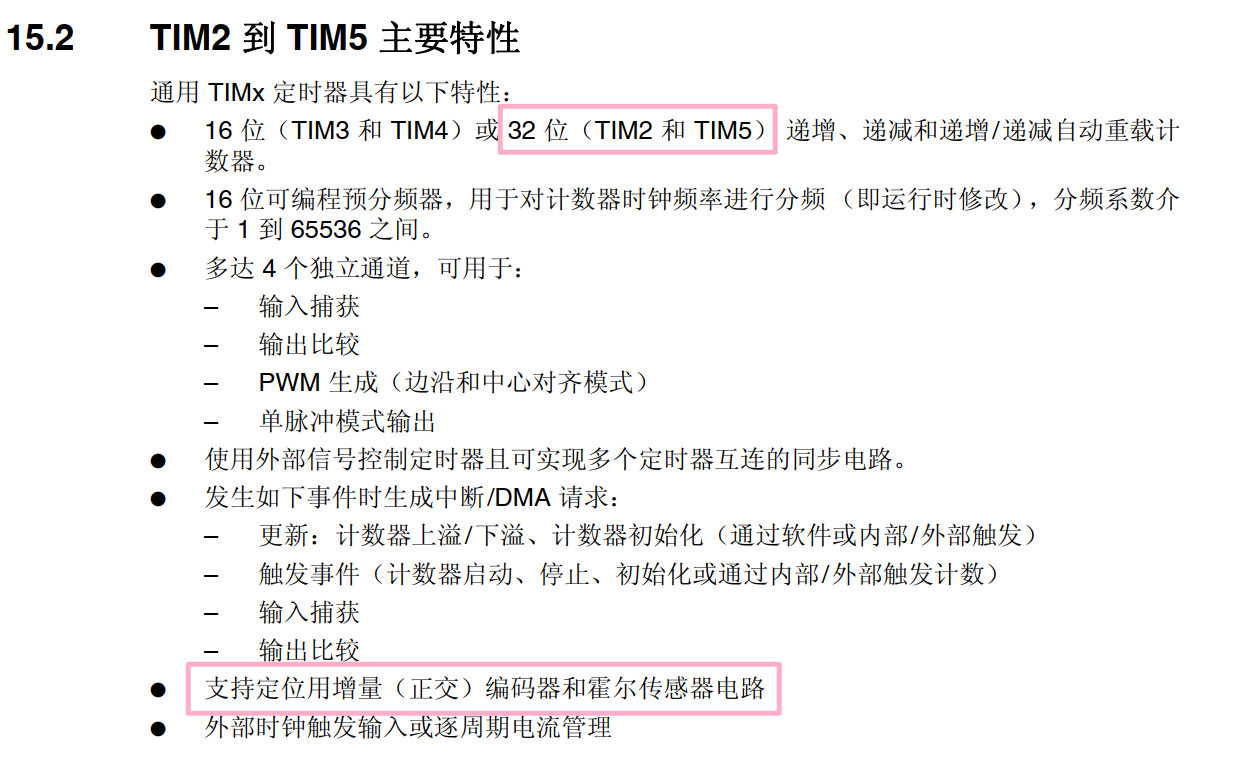 15.2 TIM2 到 TIM5 主要特性
通用 TIMx 定时器具有以下特性：
● 16 位（TIM3 和 TIM4）或 32 位（TIM2 和 TIM5） 递增、递减和递增/递减自动重载计
数器。
● 16 位可编程预分频器，用于对计数器时钟频率进行分频 （即运行时修改），分频系数介
于 1 到 65536 之间。
● 多达 4 个独立通道，可用于：
– 输入捕获
– 输出比较
– PWM 生成（边沿和中心对齐模式）
– 单脉冲模式输出
● 使用外部信号控制定时器且可实现多个定时器互连的同步电路。
● 发生如下事件时生成中断/DMA 请求：
– 更新：计数器上溢/下溢、计数器初始化（通过软件或内部/外部触发）
– 触发事件（计数器启动、停止、初始化或通过内部/外部触发计数）
– 输入捕获
– 输出比较
● 支持定位用增量（正交）编码器和霍尔传感器电路
● 外部时钟触发输入或逐周期电流管理